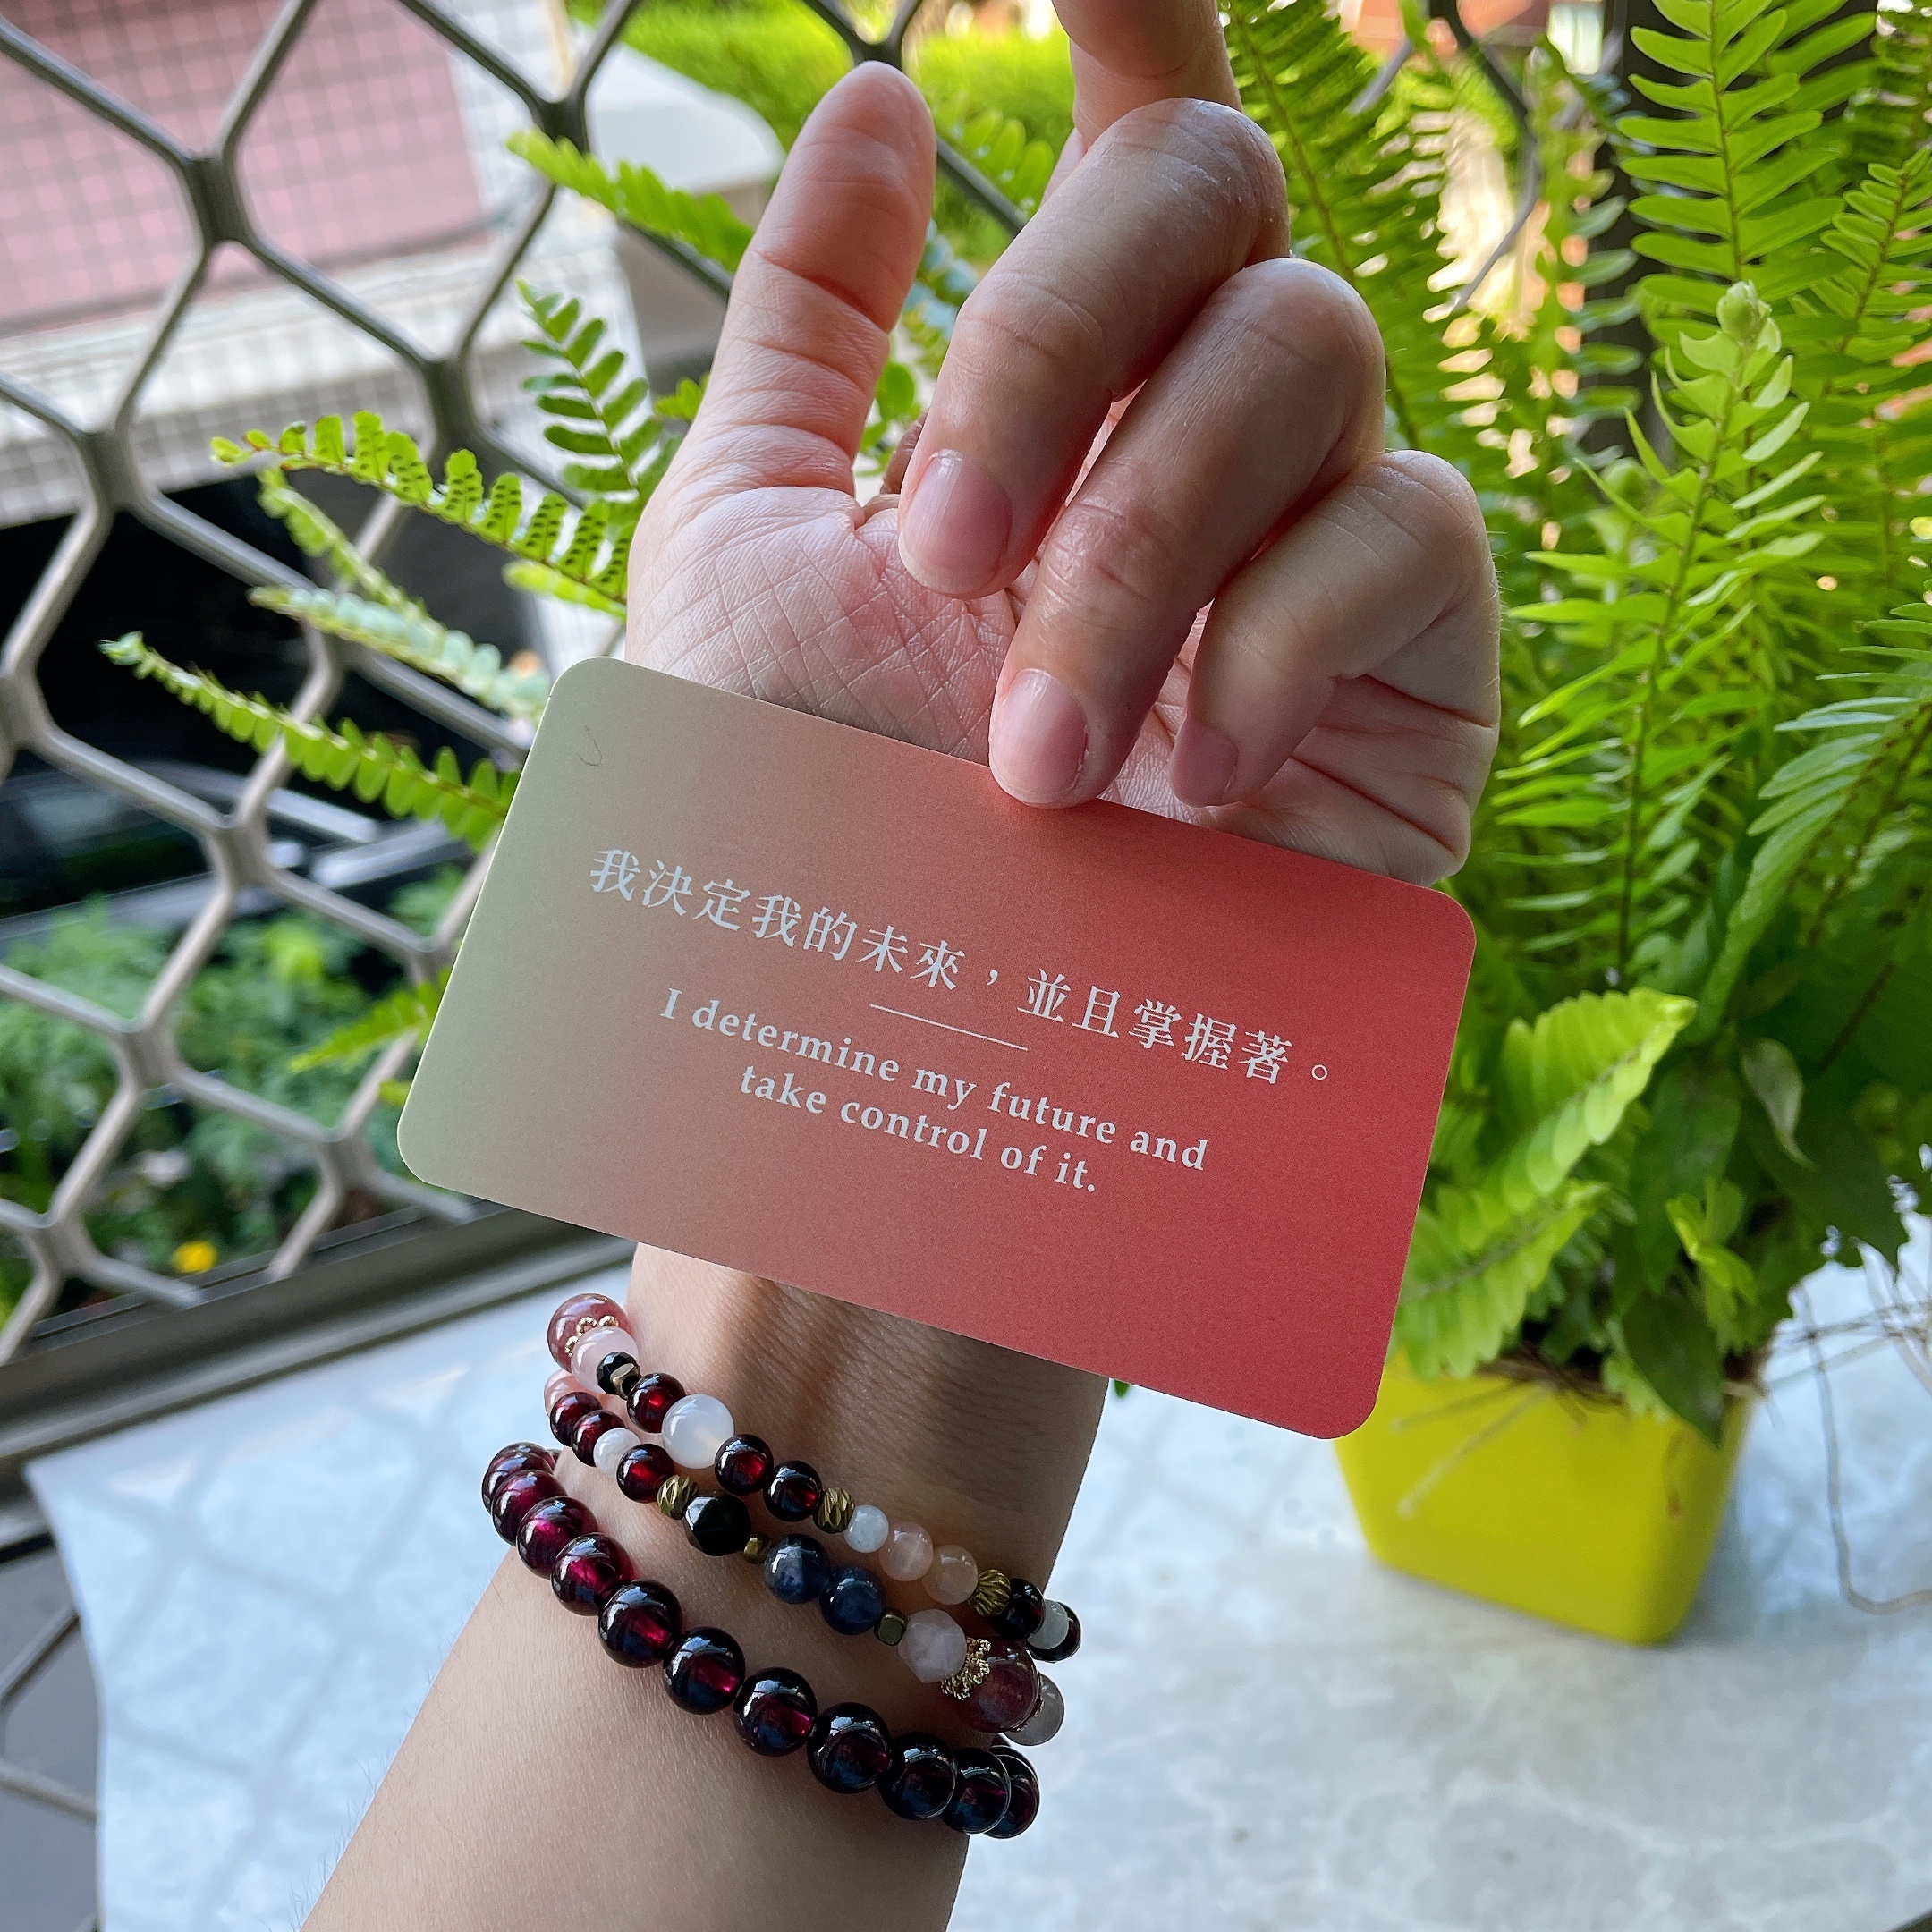 我決定我的未來，並且掌握著。
I determine my future and
take control of it.